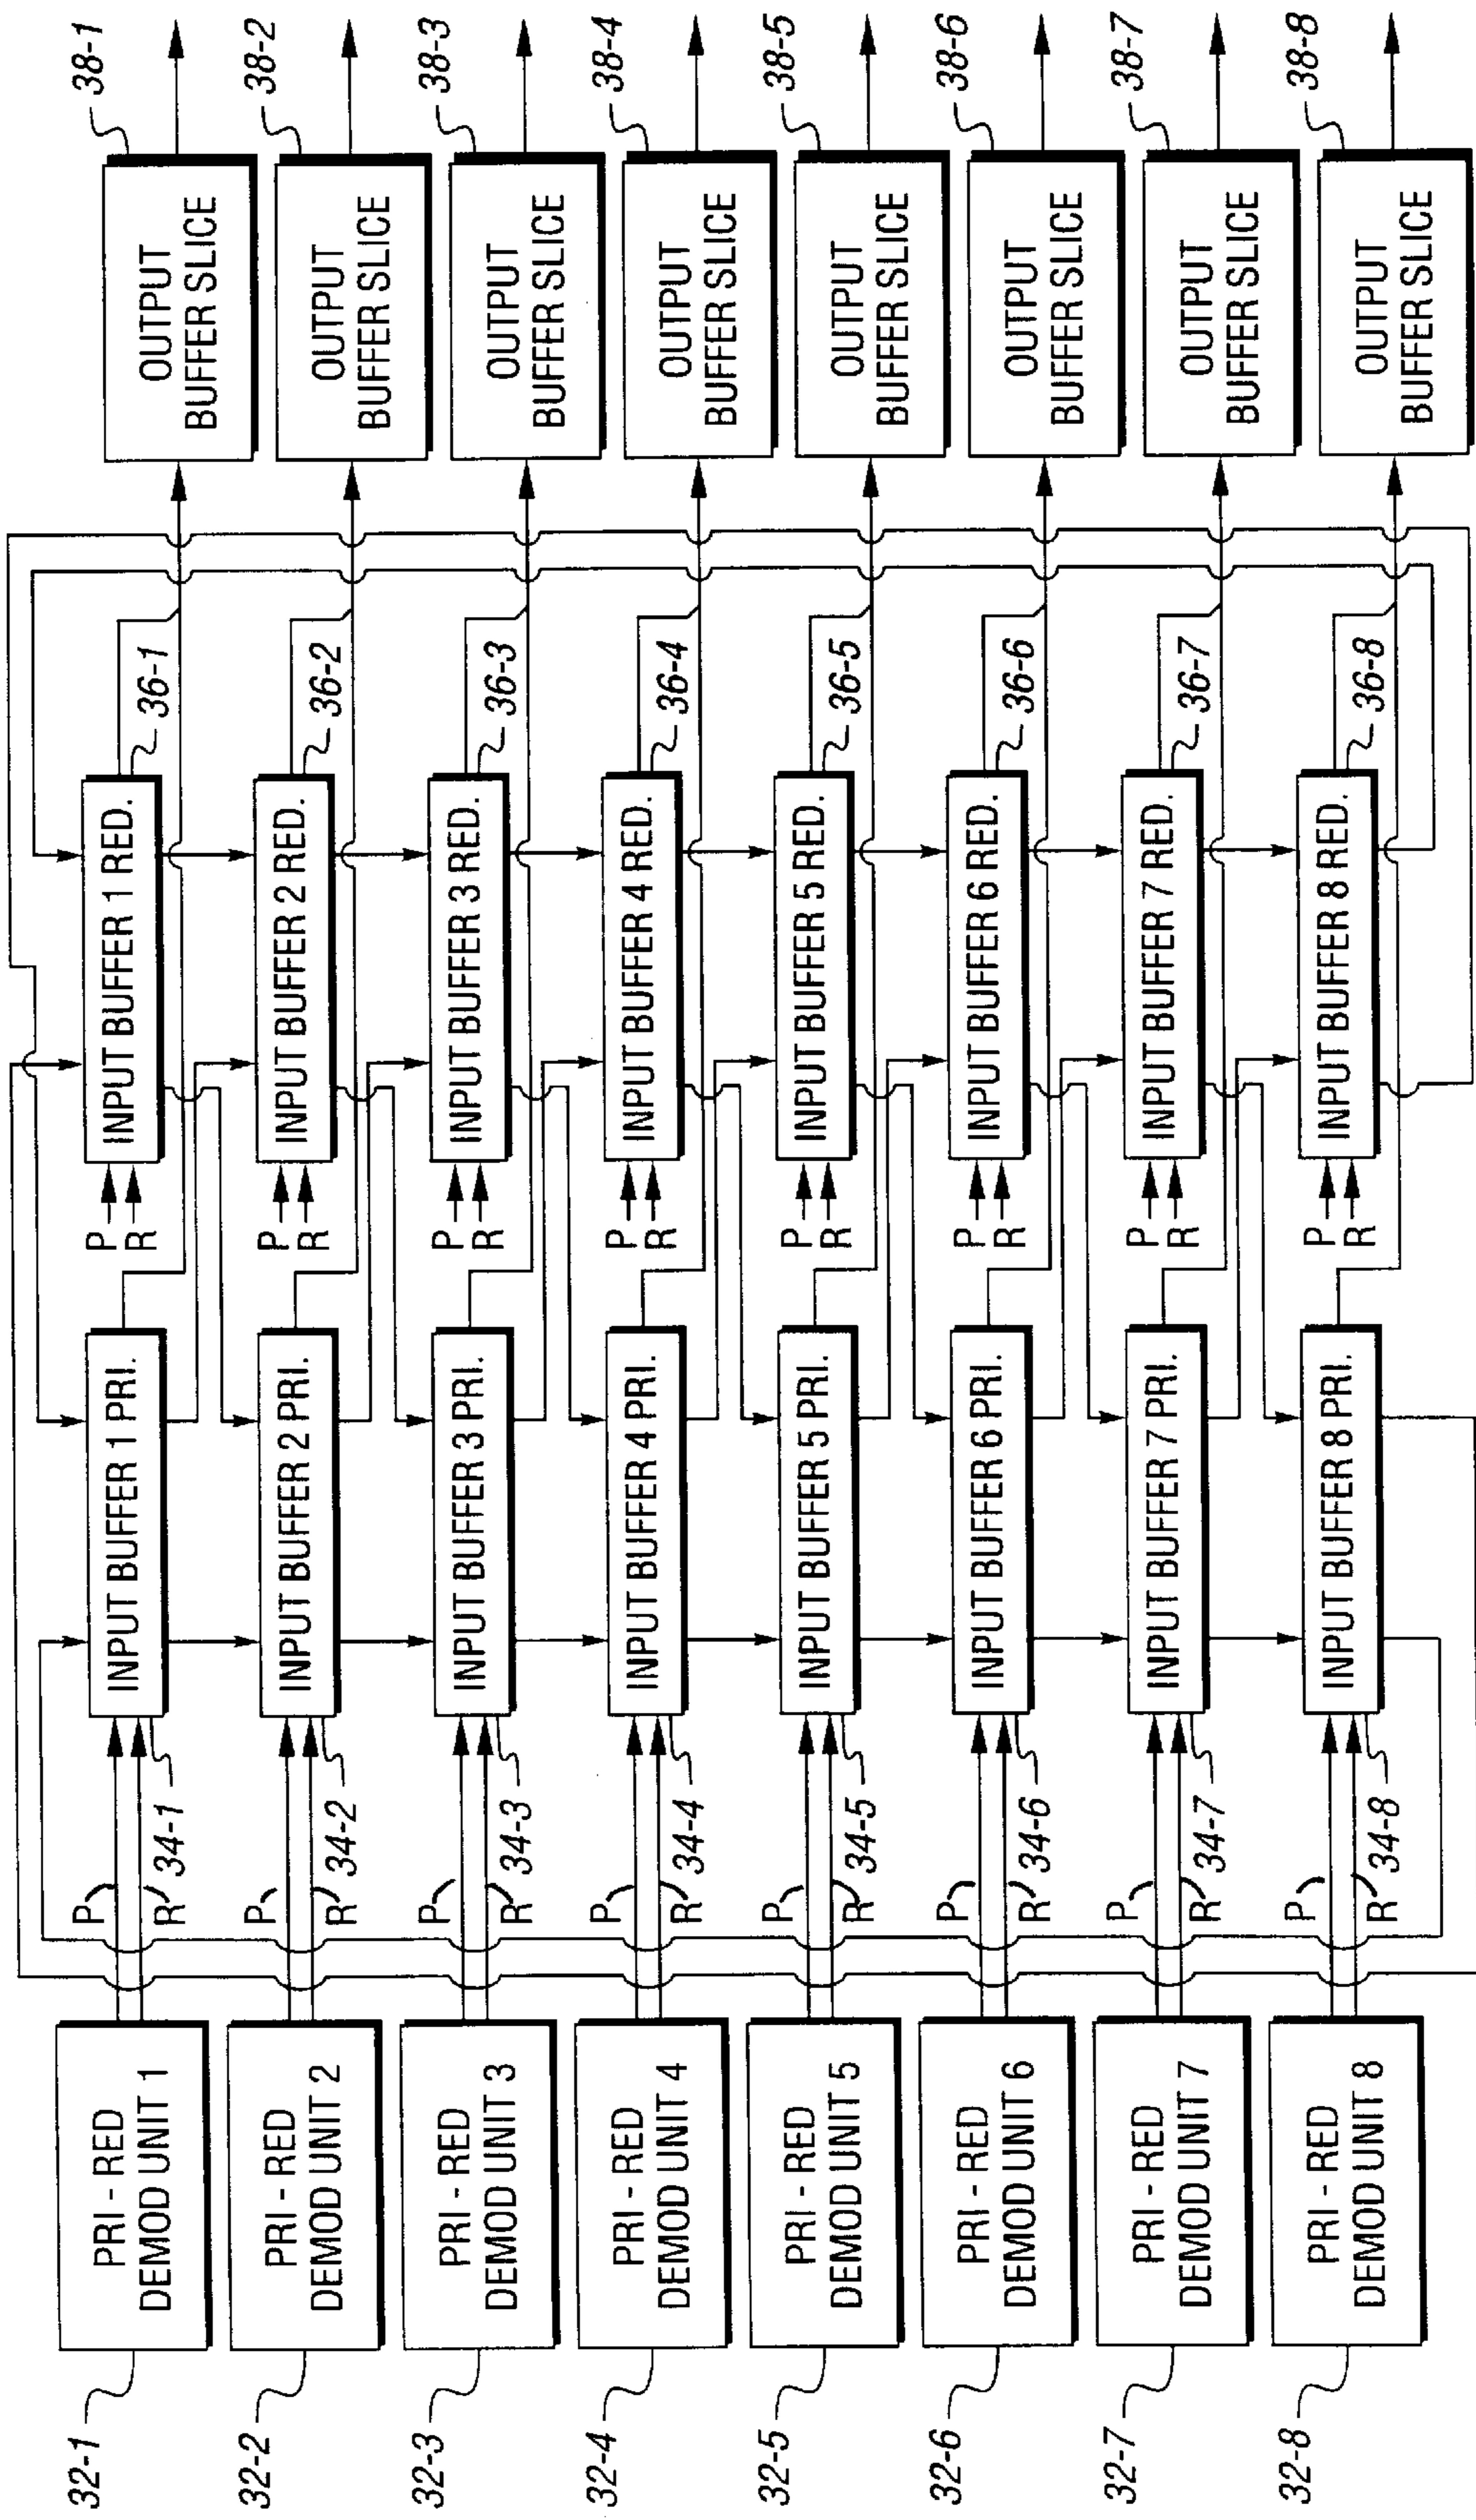 32-1
PRI - RED
DEMOD UNIT 1
P
R
34-1
INPUT BUFFER 1 PRI.
P
R
INPUT BUFFER 1 RED.
36-1
OUTPUT
BUFFER SLICE
38-1
32-2
PRI - RED
DEMOD UNIT 2
P
R
34-2
INPUT BUFFER 2 PRI.
P
R
INPUT BUFFER 2 RED.
36-2
OUTPUT
BUFFER SLICE
38-2
32-3
PRI - RED
DEMOD UNIT 3
P
R
34-3
INPUT BUFFER 3 PRI.
P
R
INPUT BUFFER 3 RED.
36-3
OUTPUT
BUFFER SLICE
38-3
32-4
PRI - RED
DEMOD UNIT 4
P
R
34-4
INPUT BUFFER 4 PRI.
P
R
INPUT BUFFER 4 RED.
36-4
OUTPUT
BUFFER SLICE
38-4
32-5
PRI - RED
DEMOD UNIT 5
P
R
34-5
INPUT BUFFER 5 PRI.
P
R
INPUT BUFFER 5 RED.
36-5
OUTPUT
BUFFER SLICE
38-5
32-6
PRI - RED
DEMOD UNIT 6
P
R
34-6
INPUT BUFFER 6 PRI.
P
R
INPUT BUFFER 6 RED.
36-6
OUTPUT
BUFFER SLICE
38-6
32-7
PRI - RED
DEMOD UNIT 7
P
R
34-7
INPUT BUFFER 7 PRI.
P
R
INPUT BUFFER 7 RED.
36-7
OUTPUT
BUFFER SLICE
38-7
32-8
PRI - RED
DEMOD UNIT 8
P
R
34-8
INPUT BUFFER 8 PRI.
P
R
INPUT BUFFER 8 RED.
36-8
OUTPUT
BUFFER SLICE
38-8